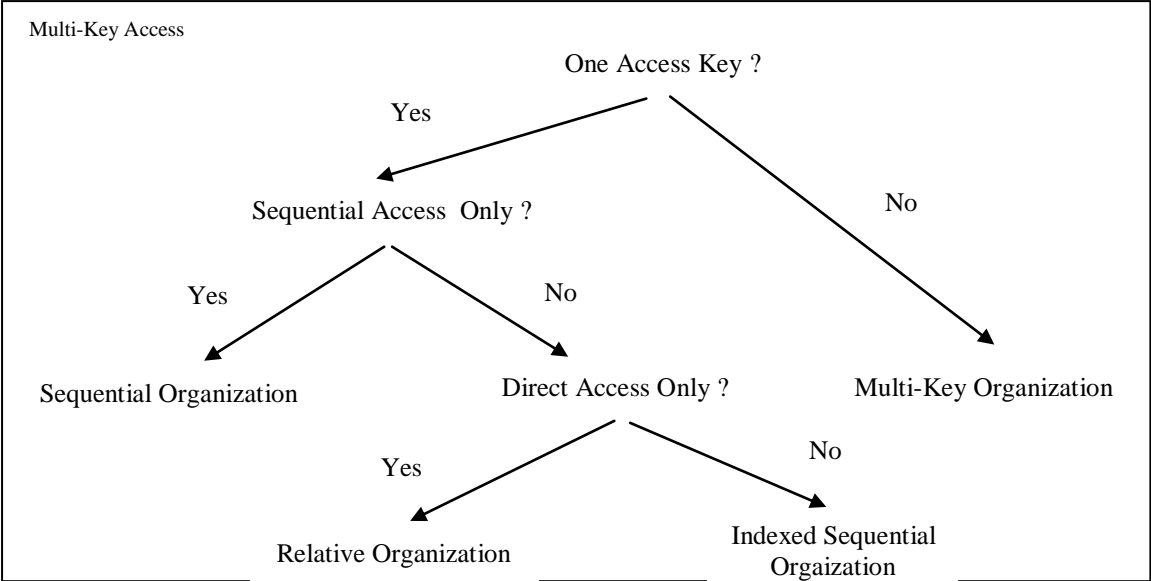 Multi-Key Access
One Access Key ?
Yes
No
Sequential Access Only ?
Yes
No
Sequential Organization
Direct Access Only ?
Multi-Key Organization
Yes
No
Relative Organization
Indexed Sequential
Orgaization